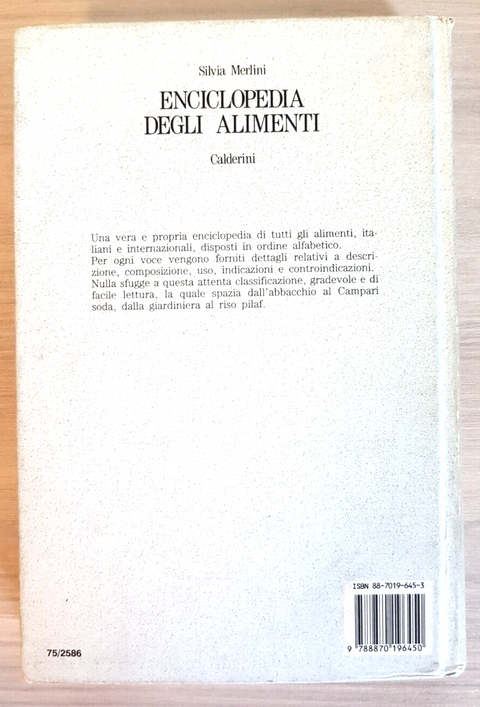 Silvia Merlini
ENCICLOPEDIA
DEGLI ALIMENTI
Calderini
Una vera e propria enciclopedia di tutti gli alimenti, ita-
liani e internazionali, disposti in ordine alfabetico.
Per ogni voce vengono forniti dettagli relativi a descri-
zione, composizione, uso, indicazioni e controindicazioni.
Nulla sfugge a questa attenta classificazione, gradevole e di
facile lettura, la quale spazia dall'abbacchio al Campari
soda, dalla giardiniera al riso pilaf.
ISBN 88-7019-645-3
9 788870 196450
75/2586